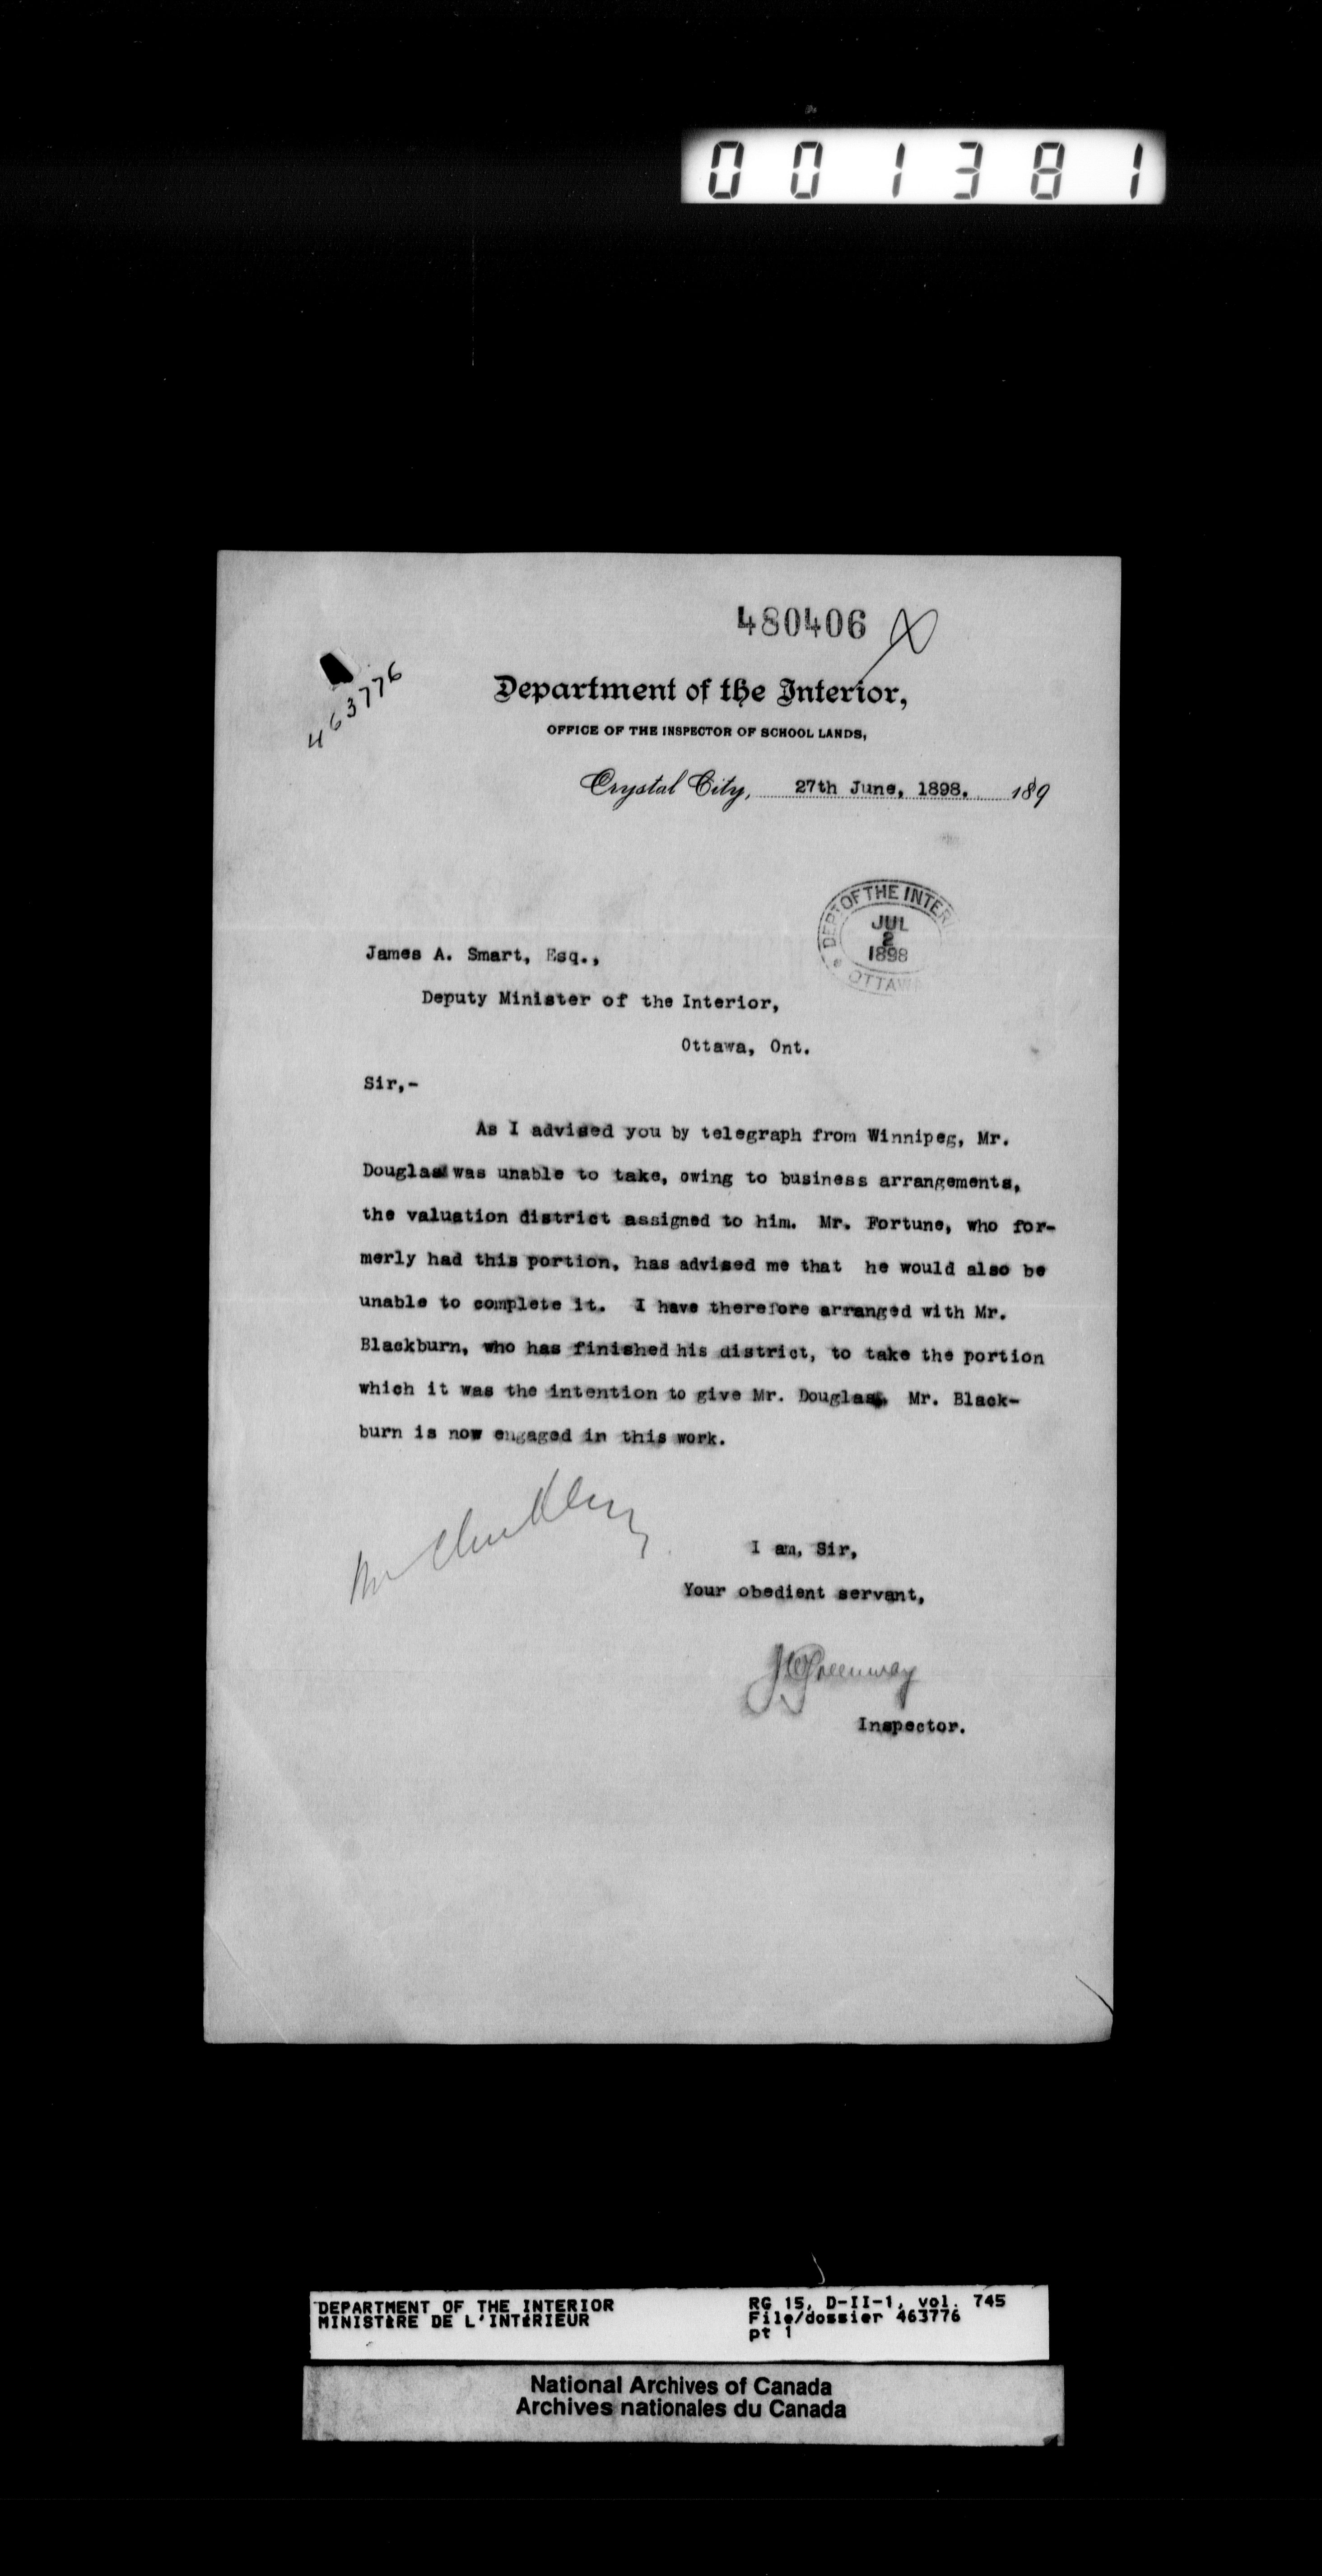 001381
480406
463776
Department of the Interior,
OFFICE OF THE INSPECTOR OF SCHOOL LANDS,
Crystal City, 27th June, 1898. 189
DEPT OF THE INTER
JUL
2
1898
OTTAWA
James A. Smart, Esq.,
Deputy Minister of the Interior,
Ottawa, Ont.
Sir,-
As I advised you by telegraph from Winnipeg, Mr.
Douglas was unable to take, owing to business arrangements,
the valuation district assigned to him. Mr. Fortune, who for-
merly had this portion, has advised me that he would also be
unable to complete it. I have therefore arranged with Mr.
Blackburn, who has finished his district, to take the portion
which it was the intention to give Mr. Douglas. Mr. Black-
burn is now engaged in this work.
I am, Sir,
Your obedient servant,
Greenway
Inspector.
DEPARTMENT OF THE INTERIOR
MINISTÈRE DE L'INTÉRIEUR
RG 15, D-II-1, vol. 745
File/dossier 463776
pt 1
National Archives of Canada
Archives nationales du Canada